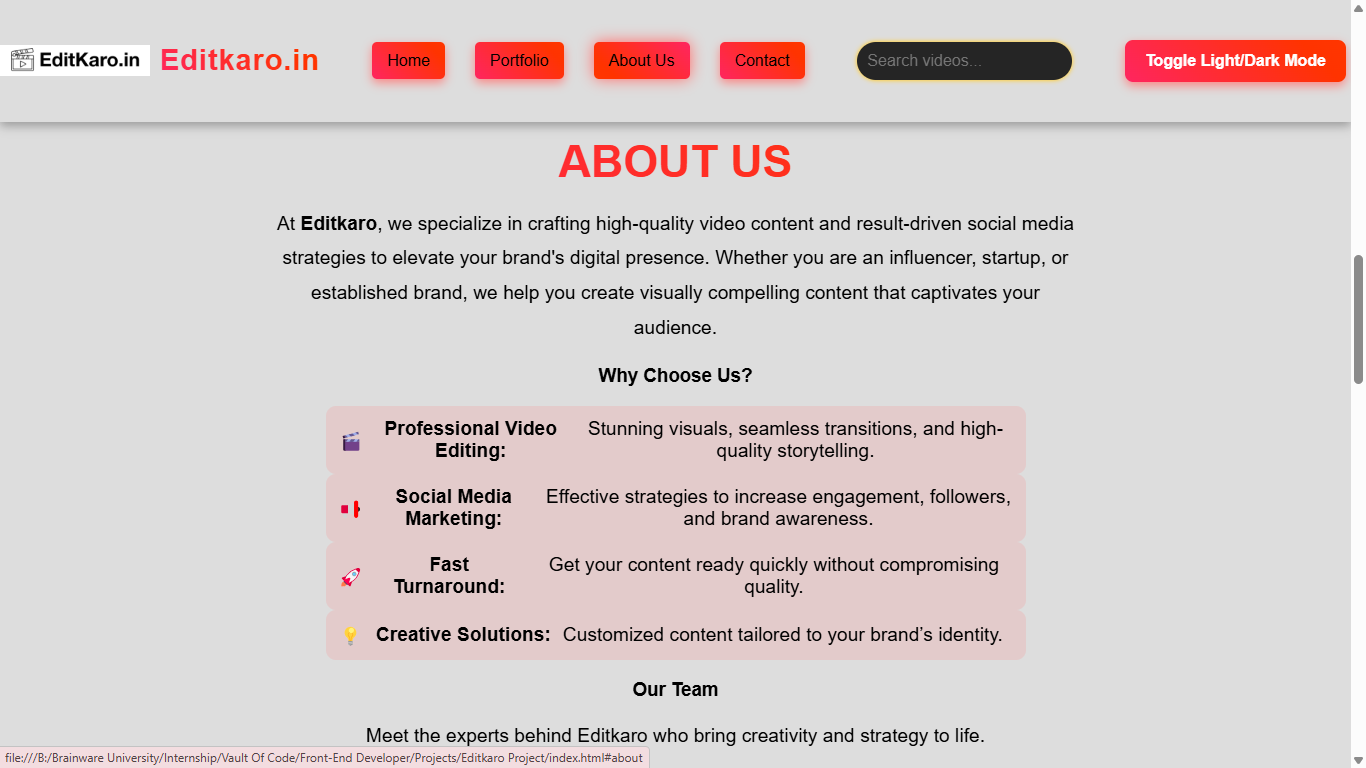 EditKaro.in Editkaro.in Home Portfolio About Us Contact Search videos... Toggle Light/Dark Mode
ABOUT US
At Editkaro, we specialize in crafting high-quality video content and result-driven social media
strategies to elevate your brand's digital presence. Whether you are an influencer, startup, or
established brand, we help you create visually compelling content that captivates your
audience.
Why Choose Us?
Professional Video
Editing:
Stunning visuals, seamless transitions, and high-
quality storytelling.
Social Media
Marketing:
Effective strategies to increase engagement, followers,
and brand awareness.
Fast
Turnaround:
Get your content ready quickly without compromising
quality.
Creative Solutions: Customized content tailored to your brand’s identity.
Our Team
Meet the experts behind Editkaro who bring creativity and strategy to life.
file:///B:/Brainware University/Internship/Vault Of Code/Front-End Developer/Projects/Editkaro Project/index.html#about